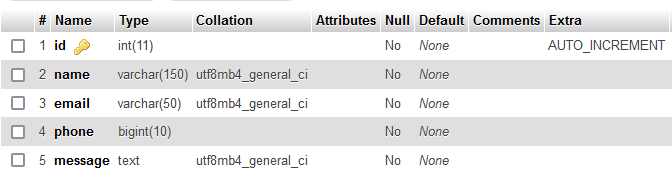 # Name Type Collation Attributes Null Default Comments Extra
1 id int(11) No None AUTO_INCREMENT
2 name varchar(150) utf8mb4_general_ci No None
3 email varchar(50) utf8mb4_general_ci No None
4 phone bigint(10) No None
5 message text utf8mb4_general_ci No None